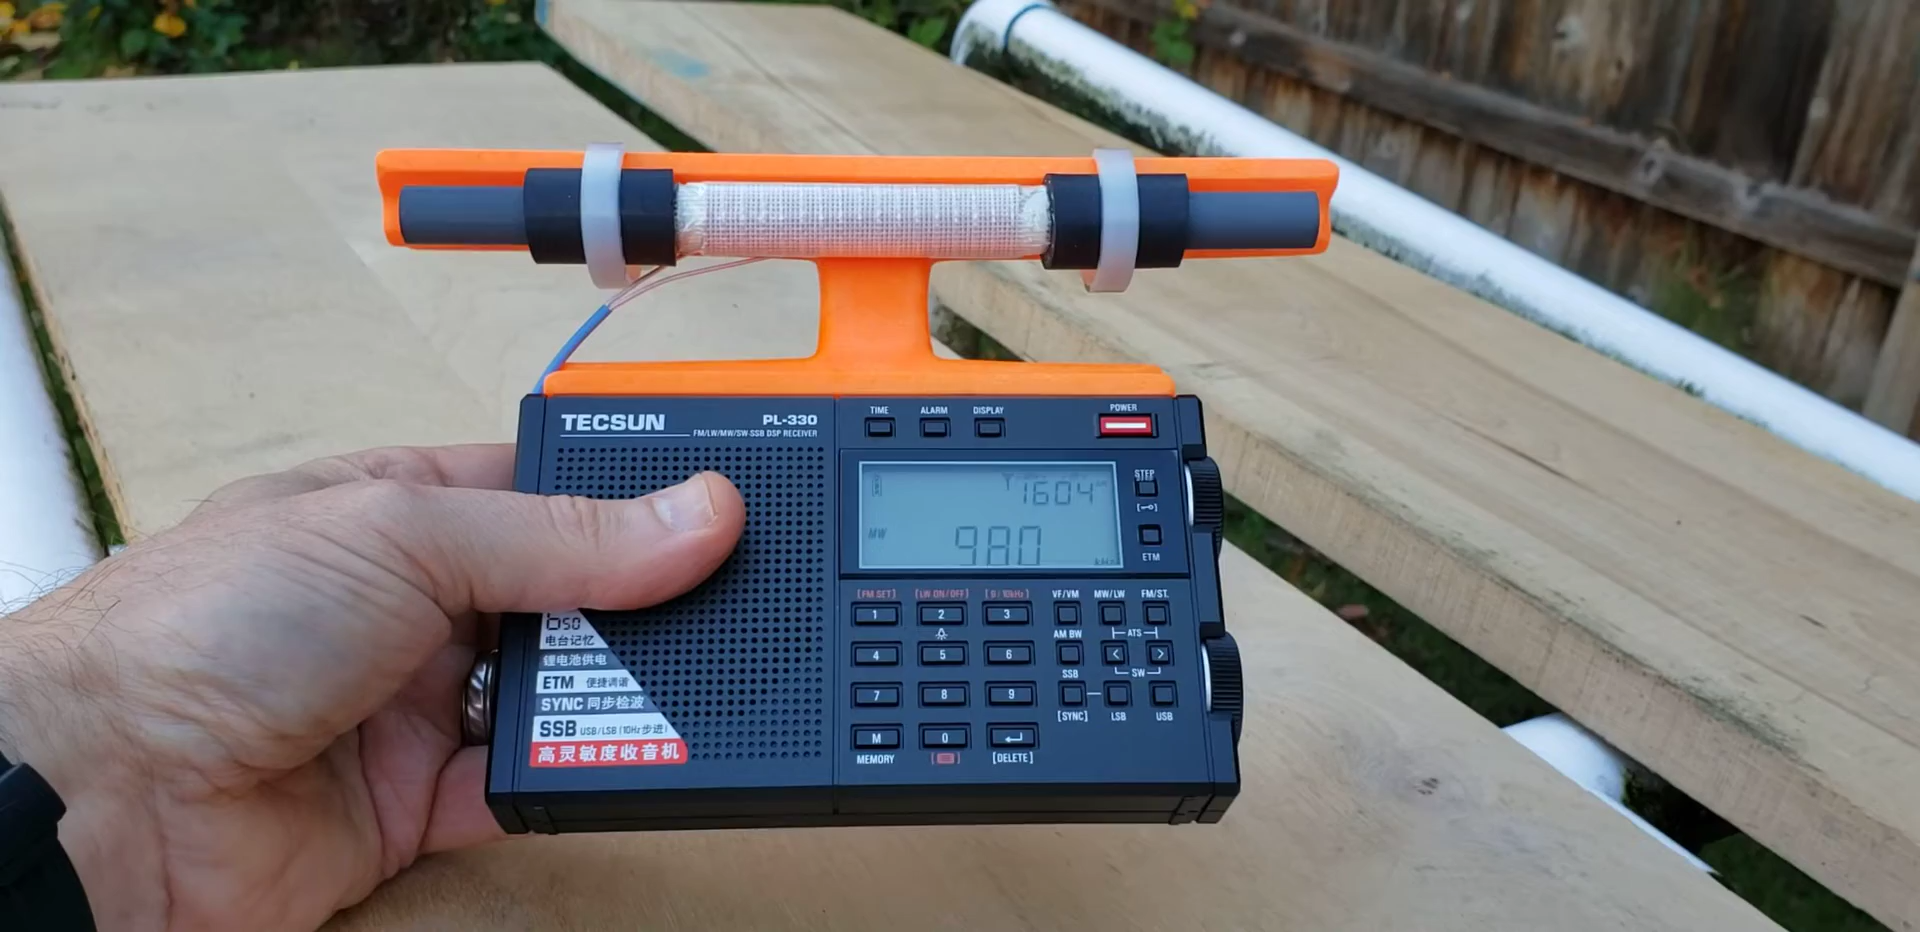 TECSUN
PL-330
FM/LW/MW/SW-SSB DSP RECEIVER
TIME
ALARM
DISPLAY
POWER
1604
MW
980
kHz
STEP
ETM
[FM SET]
[LW ON/OFF]
[9/10kHz]
VF/VM
MW/LW
FM/ST.
1
2
3
AM BW
ATS
4
5
6
<
>
SSB
SW
7
8
9
[SYNC]
LSB
USB
M
0
MEMORY
[DELETE]
650
电台记忆
锂电池供电
ETM 便捷调谐
SYNC 同步检波
SSB USB/LSB (10Hz步进)
高灵敏度收音机